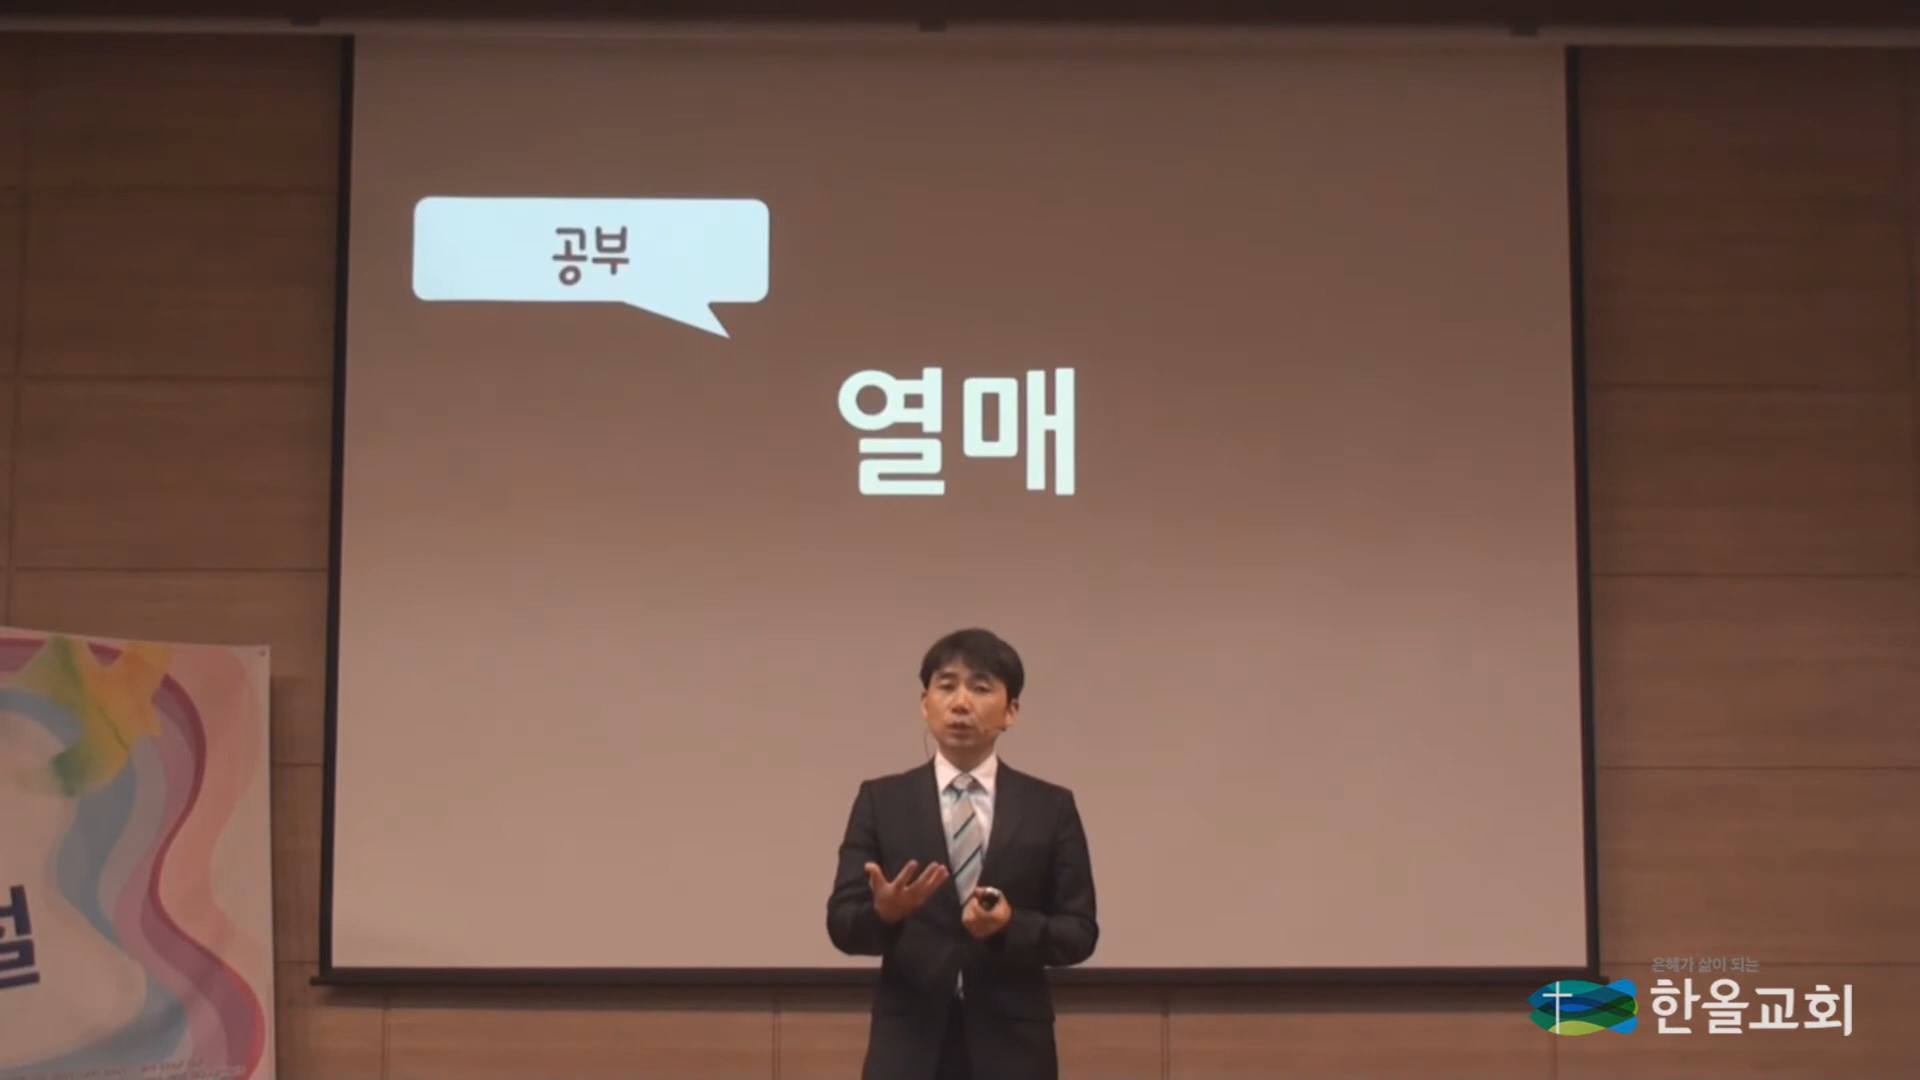 공부
열매
은혜가 삶이 되는
한올교회